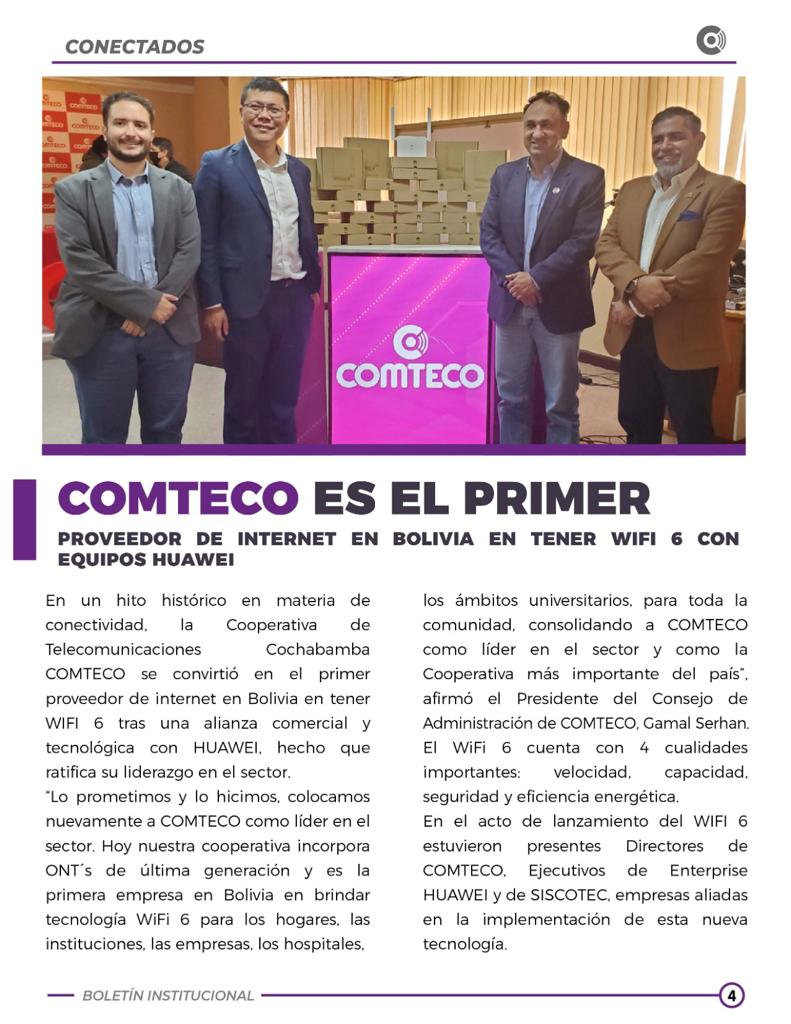 CONECTADOS
COMTECO
COMTECO
COMTECO
COMTECO
COMTECO ES EL PRIMER
PROVEEDOR DE INTERNET EN BOLIVIA EN TENER WIFI 6 CON
EQUIPOS HUAWEI
En un hito histórico en materia de
conectividad, la Cooperativa de
Telecomunicaciones Cochabamba
COMTECO se convirtió en el primer
proveedor de internet en Bolivia en tener
WIFI 6 tras una alianza comercial y
tecnológica con HUAWEI, hecho que
ratifica su liderazgo en el sector.
“Lo prometimos y lo hicimos, colocamos
nuevamente a COMTECO como líder en el
sector. Hoy nuestra cooperativa incorpora
ONT´s de última generación y es la
primera empresa en Bolivia en brindar
tecnología WiFi 6 para los hogares, las
instituciones, las empresas, los hospitales,
los ámbitos universitarios, para toda la
comunidad, consolidando a COMTECO
como líder en el sector y como la
Cooperativa más importante del país”,
afirmó el Presidente del Consejo de
Administración de COMTECO, Gamal Serhan.
El WiFi 6 cuenta con 4 cualidades
importantes: velocidad, capacidad,
seguridad y eficiencia energética.
En el acto de lanzamiento del WIFI 6
estuvieron presentes Directores de
COMTECO, Ejecutivos de Enterprise
HUAWEI y de SISCOTEC, empresas aliadas
en la implementación de esta nueva
tecnología.
BOLETÍN INSTITUCIONAL
4